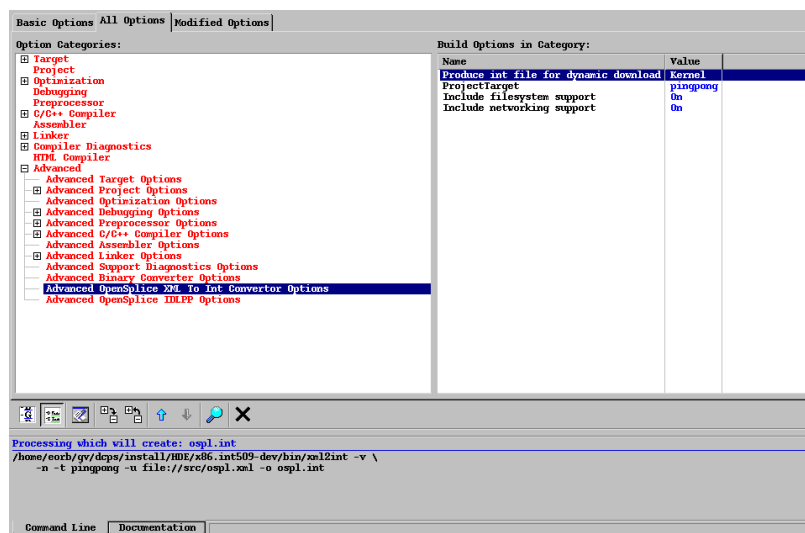 Basic Options All Options Modified Options
Option Categories:
Target
Project
Optimization
Debugging
Preprocessor
C/C++ Compiler
Assembler
Linker
Compiler Diagnostics
HTML Compiler
Advanced
Advanced Target Options
Advanced Project Options
Advanced Optimization Options
Advanced Debugging Options
Advanced Preprocessor Options
Advanced C/C++ Compiler Options
Advanced Assembler Options
Advanced Linker Options
Advanced Support Diagnostics Options
Advanced Binary Converter Options
Advanced OpenSplice XML To Int Convertor Options
Advanced OpenSplice IDLPP Options
Build Options in Category:
Name Value
Produce int file for dynamic download Kernel
ProjectTarget pingpong
Include filesystem support On
Include networking support On
Processing which will create: ospl.int
/home/eorb/gv/dcps/install/HDE/x86.int509-dev/bin/xml2int -v \
-n -t pingpong -u file://src/ospl.xml -o ospl.int
Command Line Documentation